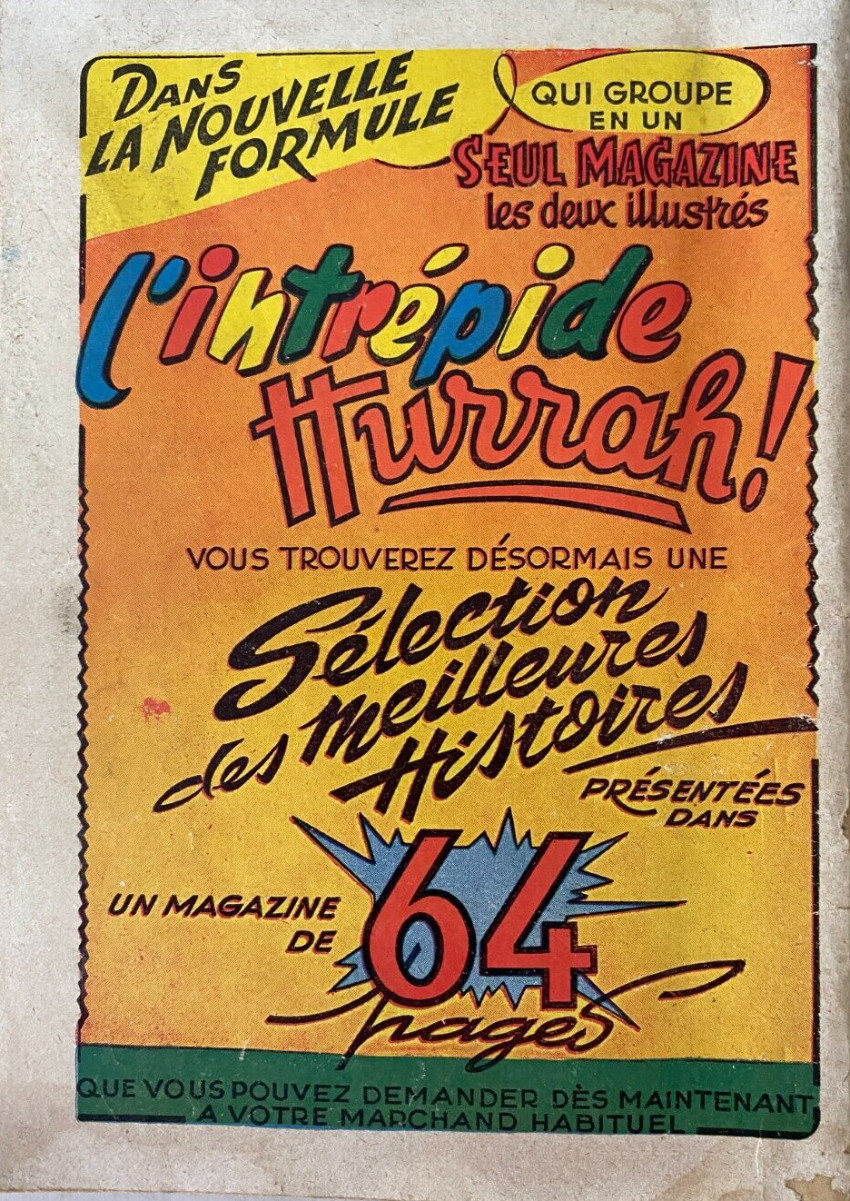 DANS
LA NOUVELLE
FORMULE
QUI GROUPE
EN UN
SEUL MAGAZINE
les deux illustrés
l'intrépide
Hurrah!
VOUS TROUVEREZ DÉSORMAIS UNE
Sélection
des meilleures
Histoires
PRÉSENTÉES
DANS
UN MAGAZINE
DE
64
pages
QUE VOUS POUVEZ DEMANDER DÈS MAINTENANT
A VOTRE MARCHAND HABITUEL